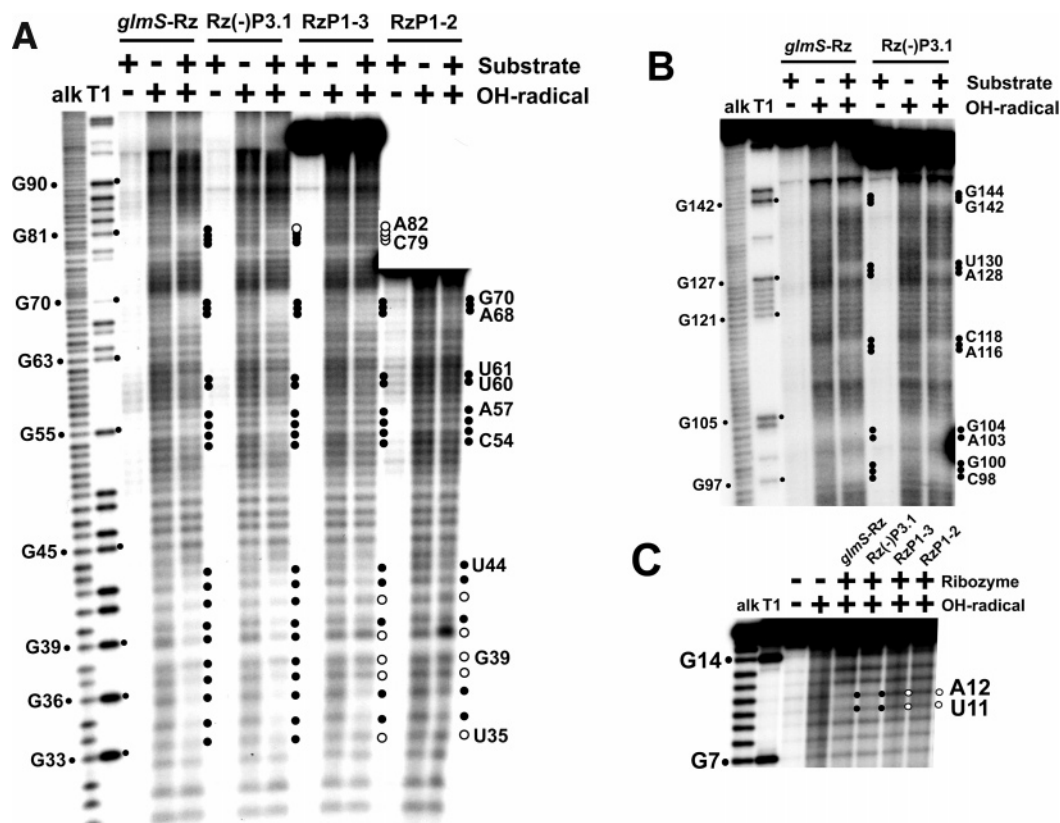 A
glmS-Rz Rz(-)P3.1 RzP1-3 RzP1-2
+ - + + - + + - + + - + Substrate
alk T1 - + + - + + - + + - + + OH-radical
G90
G81
G70
G63
G55
G45
G39
G36
G33
A82
C79
G70
A68
U61
U60
A57
C54
U44
G39
U35
B
glmS-Rz Rz(-)P3.1
+ - + + - + Substrate
- + + - + + OH-radical
alk T1
G142
G127
G121
G105
G97
G144
G142
U130
A128
C118
A116
G104
A103
G100
C98
C
glmS-Rz
Rz(-)P3.1
RzP1-3
RzP1-2
- - + + + + Ribozyme
alk T1 - + + + + + OH-radical
G14
G7
A12
U11